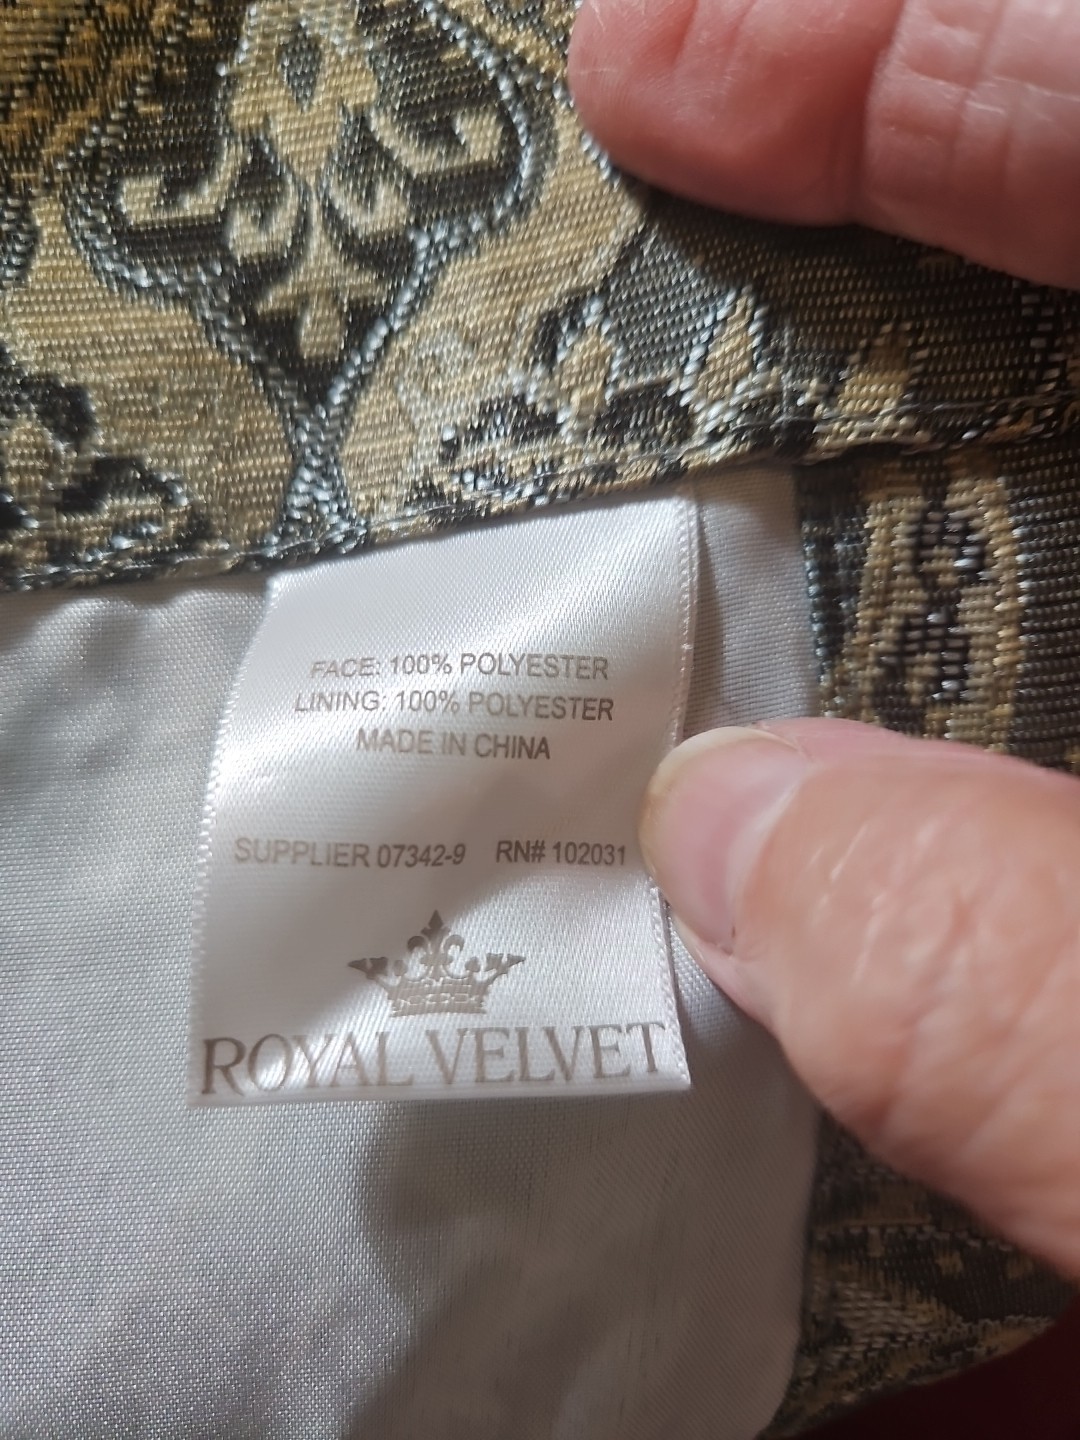 FACE: 100% POLYESTER
LINING: 100% POLYESTER
MADE IN CHINA
SUPPLIER 07342-9 RN# 102031
ROYAL VELVET